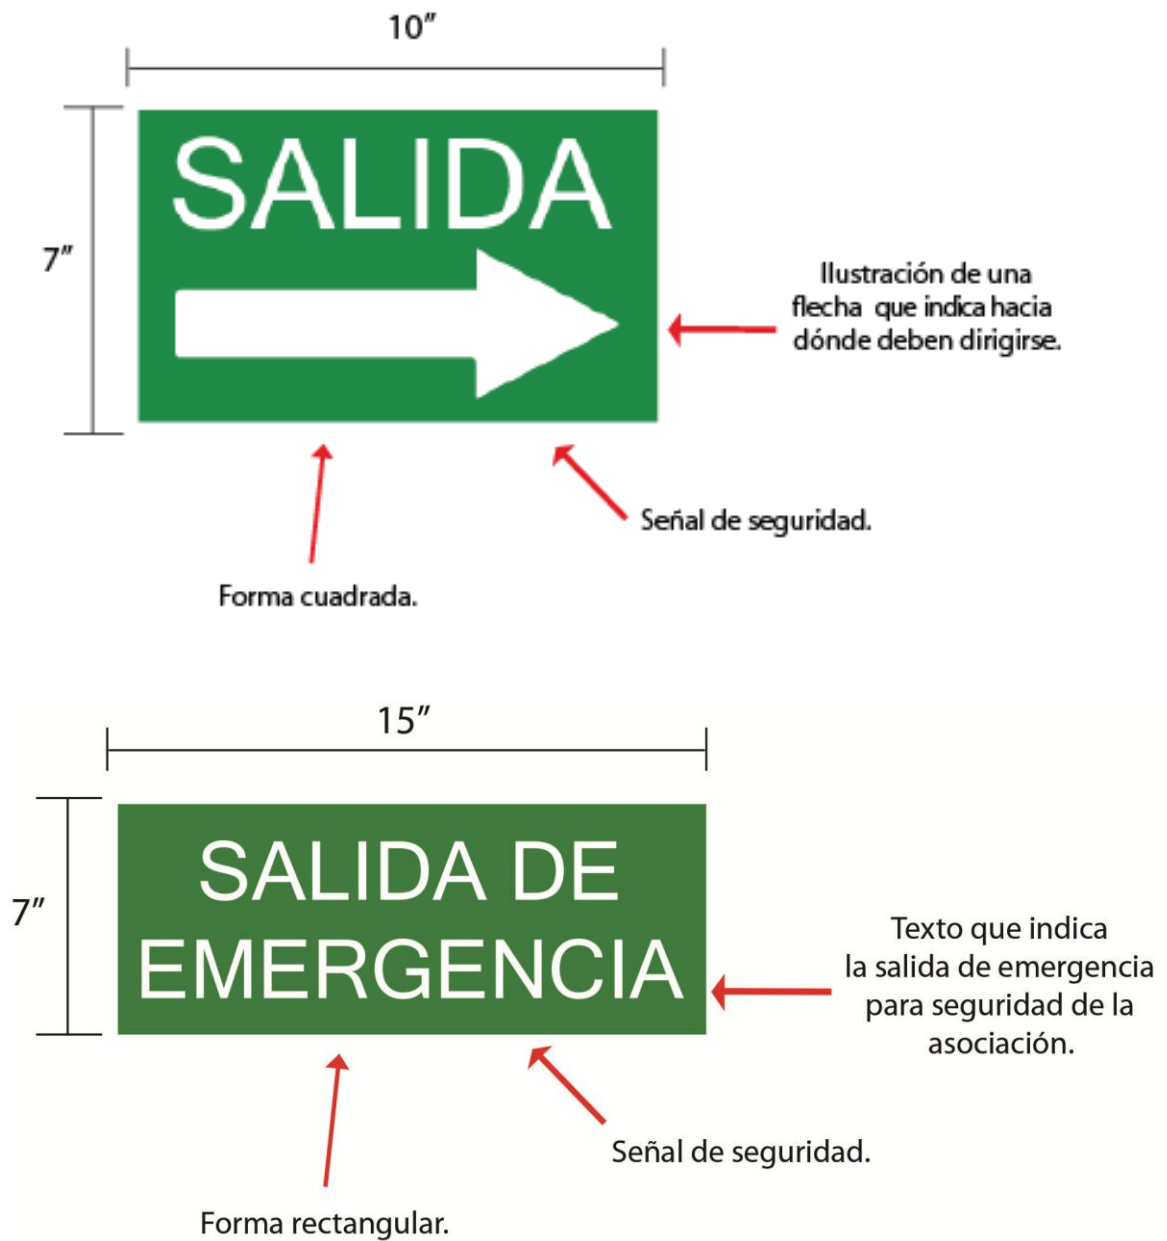 10”
SALIDA
7”
Ilustración de una
flecha que indica hacia
dónde deben dirigirse.
Señal de seguridad.
Forma cuadrada.
15”
SALIDA DE
EMERGENCIA
7”
Texto que indica
la salida de emergencia
para seguridad de la
asociación.
Señal de seguridad.
Forma rectangular.